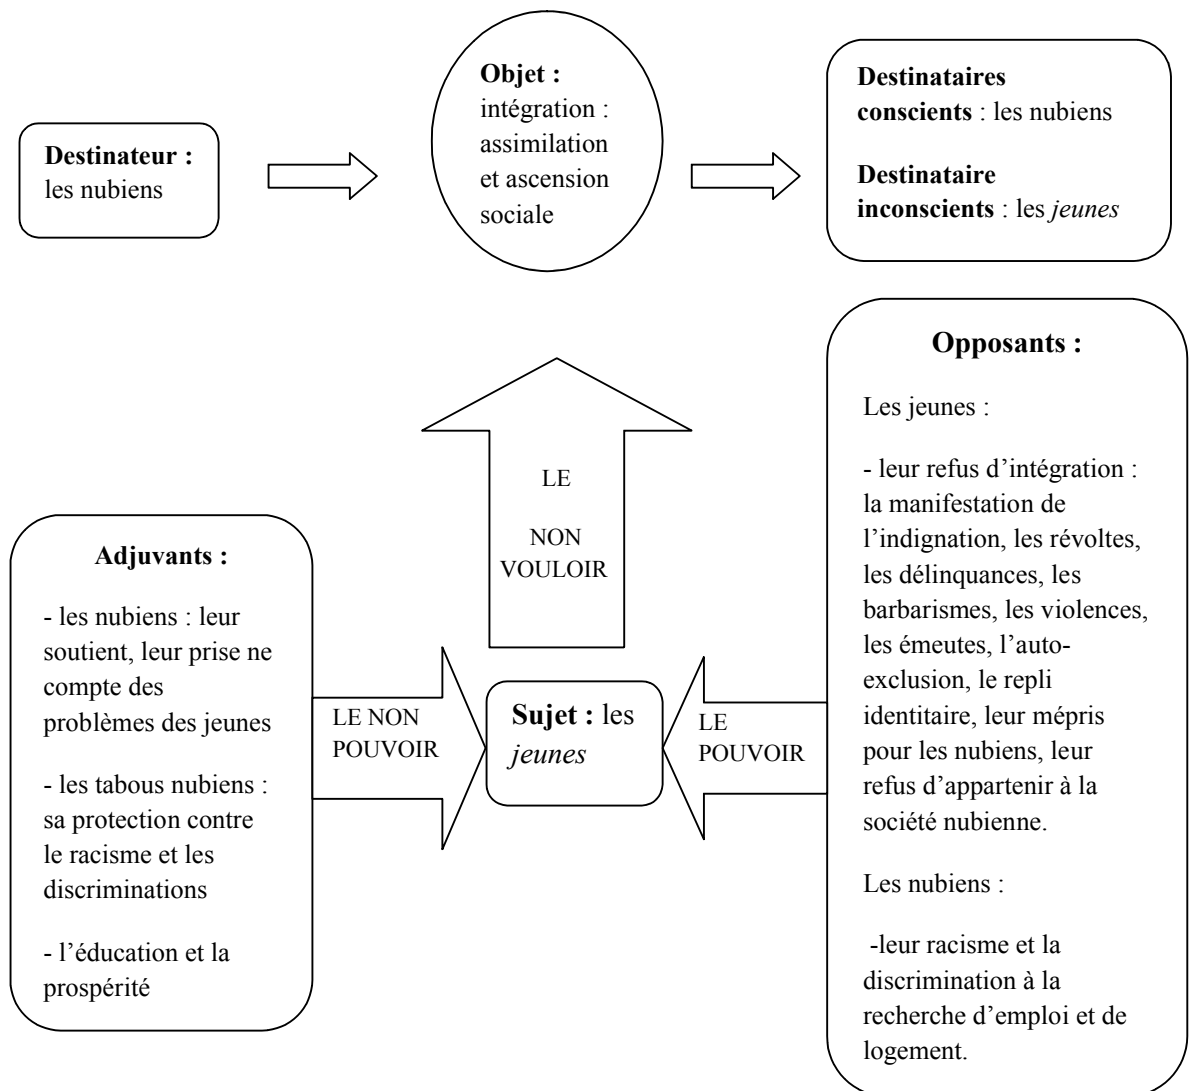 Destinateur :
les nubiens
Objet :
intégration :
assimilation
et ascension
sociale
Destinataires
conscients : les nubiens
Destinataire
inconscients : les jeunes
LE
NON
VOULOIR
Adjuvants :
- les nubiens : leur
soutient, leur prise ne
compte des
problèmes des jeunes
- les tabous nubiens :
sa protection contre
le racisme et les
discriminations
- l’éducation et la
prospérité
LE NON
POUVOIR
Sujet : les
jeunes
LE
POUVOIR
Opposants :
Les jeunes :
- leur refus d’intégration :
la manifestation de
l’indignation, les révoltes,
les délinquances, les
barbarismes, les violences,
les émeutes, l’auto-
exclusion, le repli
identitaire, leur mépris
pour les nubiens, leur
refus d’appartenir à la
société nubienne.
Les nubiens :
-leur racisme et la
discrimination à la
recherche d’emploi et de
logement.